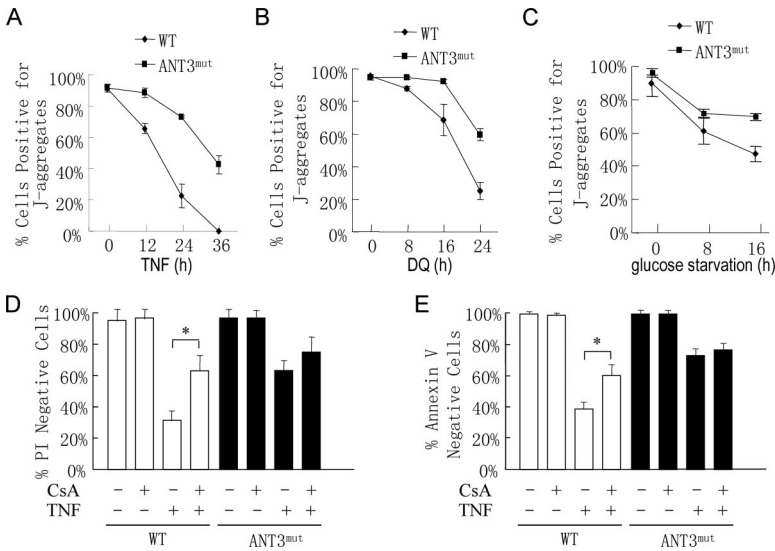 A
WT
ANT3mut
% Cells Positive for
J-aggregates
100%
80%
60%
40%
20%
0%
0 12 24 36
TNF (h)
B
WT
ANT3mut
% Cells Positive for
J-aggregates
100%
80%
60%
40%
20%
0%
0 8 16 24
DQ (h)
C
WT
ANT3mut
% Cells Positive for
J-aggregates
100%
80%
60%
40%
20%
0%
0 8 16
glucose starvation (h)
D
% PI Negative Cells
100%
80%
60%
40%
20%
0%
*
CsA − + − + − + − +
TNF − − + + − − + +
WT ANT3mut
E
% Annexin V
Negative Cells
100%
80%
60%
40%
20%
0%
*
CsA − + − + − + − +
TNF − − + + − − + +
WT ANT3mut